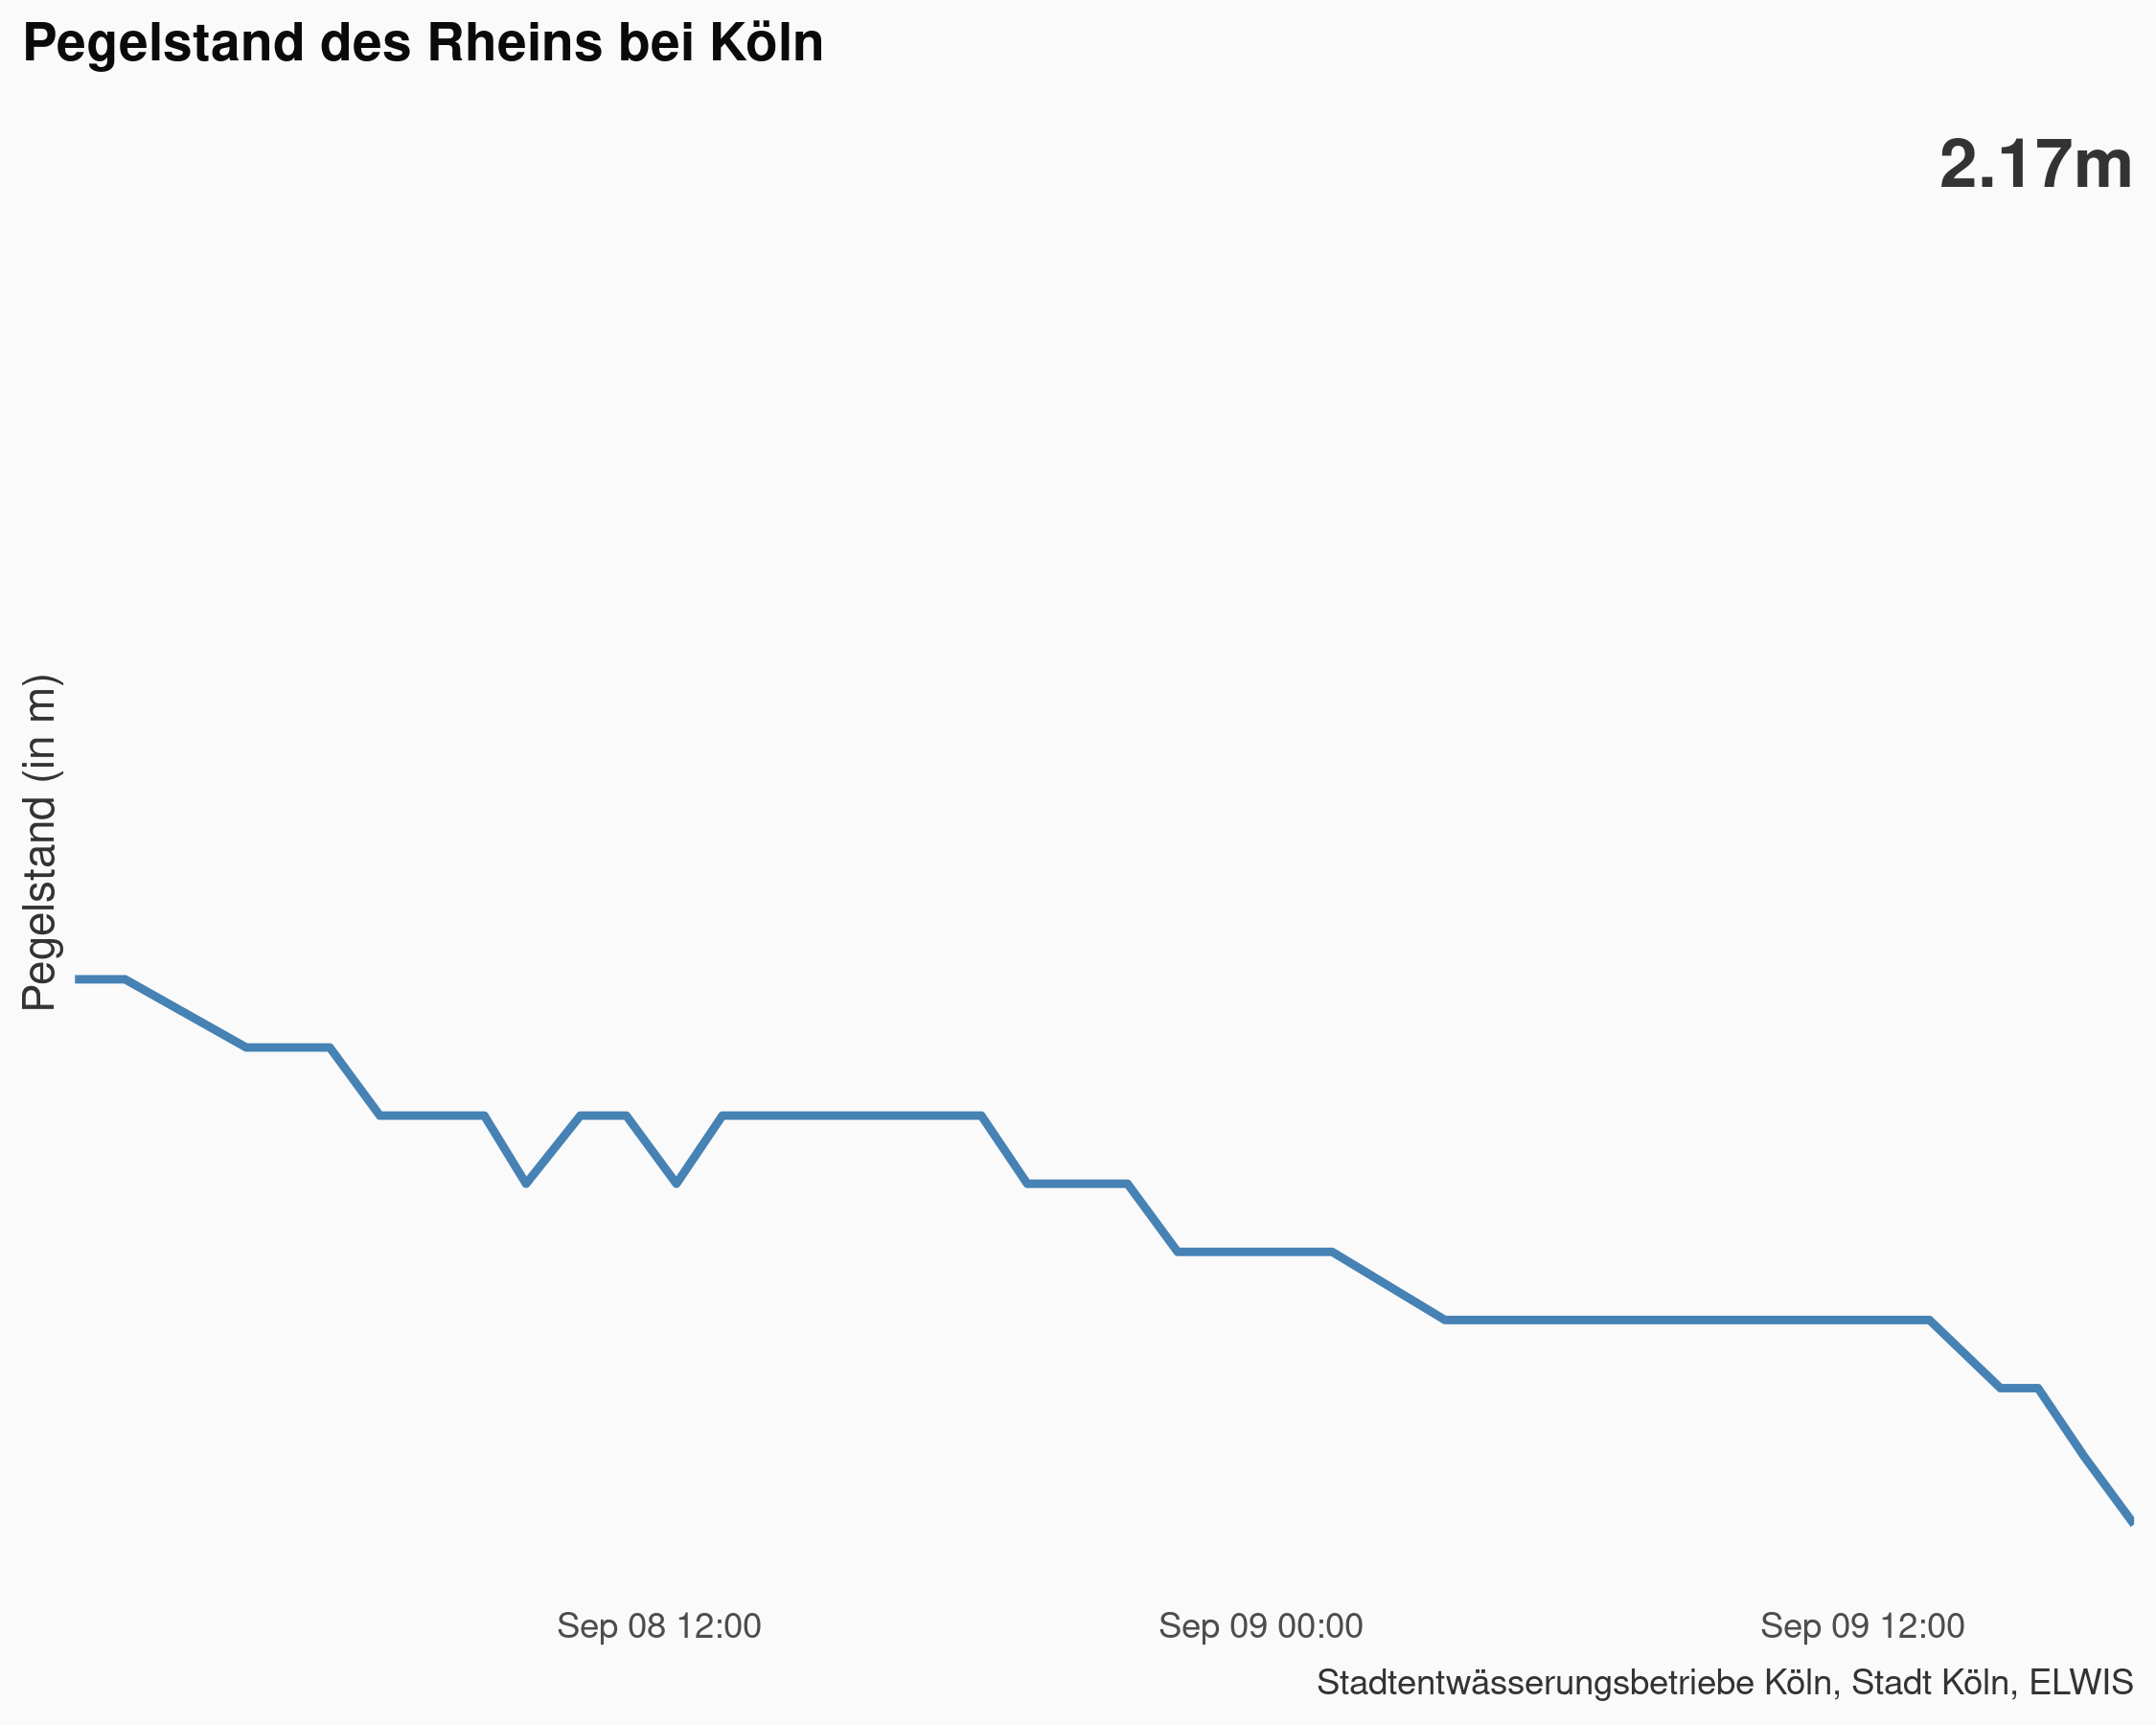 Pegelstand des Rheins bei Köln
2.17m
Pegelstand (in m)
Sep 08 12:00
Sep 09 00:00
Sep 09 12:00
Stadtentwässerungsbetriebe Köln, Stadt Köln, ELWIS